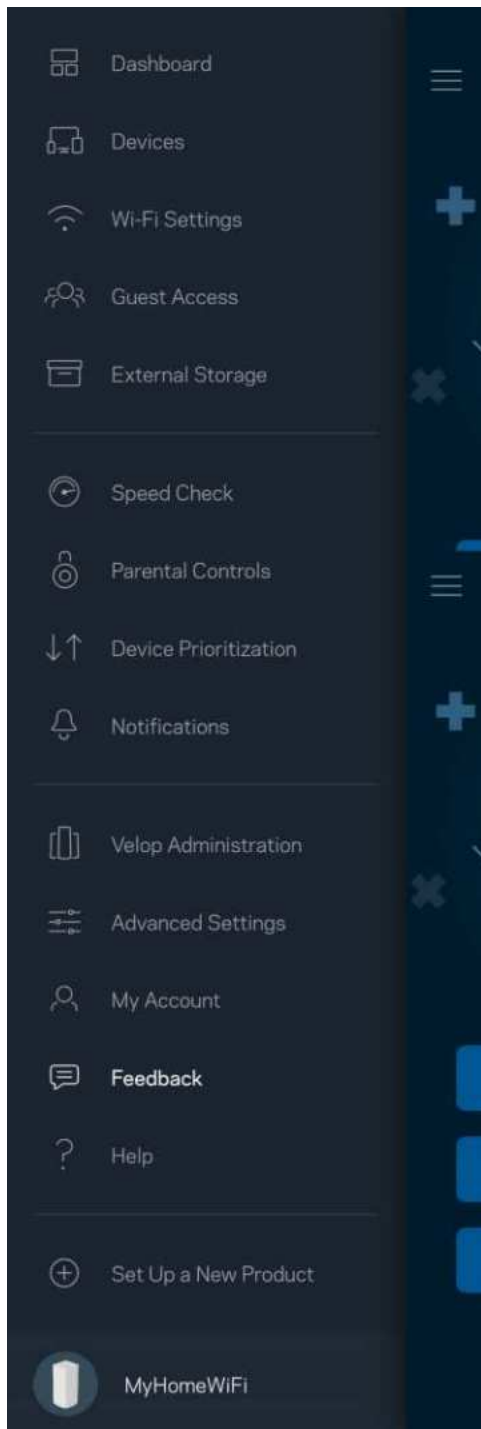 Dashboard
Devices
Wi-Fi Settings
Guest Access
External Storage
Speed Check
Parental Controls
Device Prioritization
Notifications
Velop Administration
Advanced Settings
My Account
Feedback
Help
Set Up a New Product
MyHomeWiFi